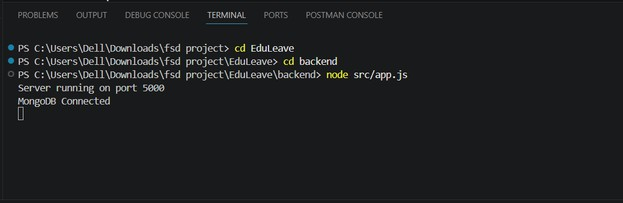 PROBLEMS OUTPUT DEBUG CONSOLE TERMINAL PORTS POSTMAN CONSOLE
PS C:\Users\Dell\Downloads\fsd project> cd EduLeave
PS C:\Users\Dell\Downloads\fsd project\EduLeave> cd backend
PS C:\Users\Dell\Downloads\fsd project\EduLeave\backend> node src/app.js
Server running on port 5000
MongoDB Connected